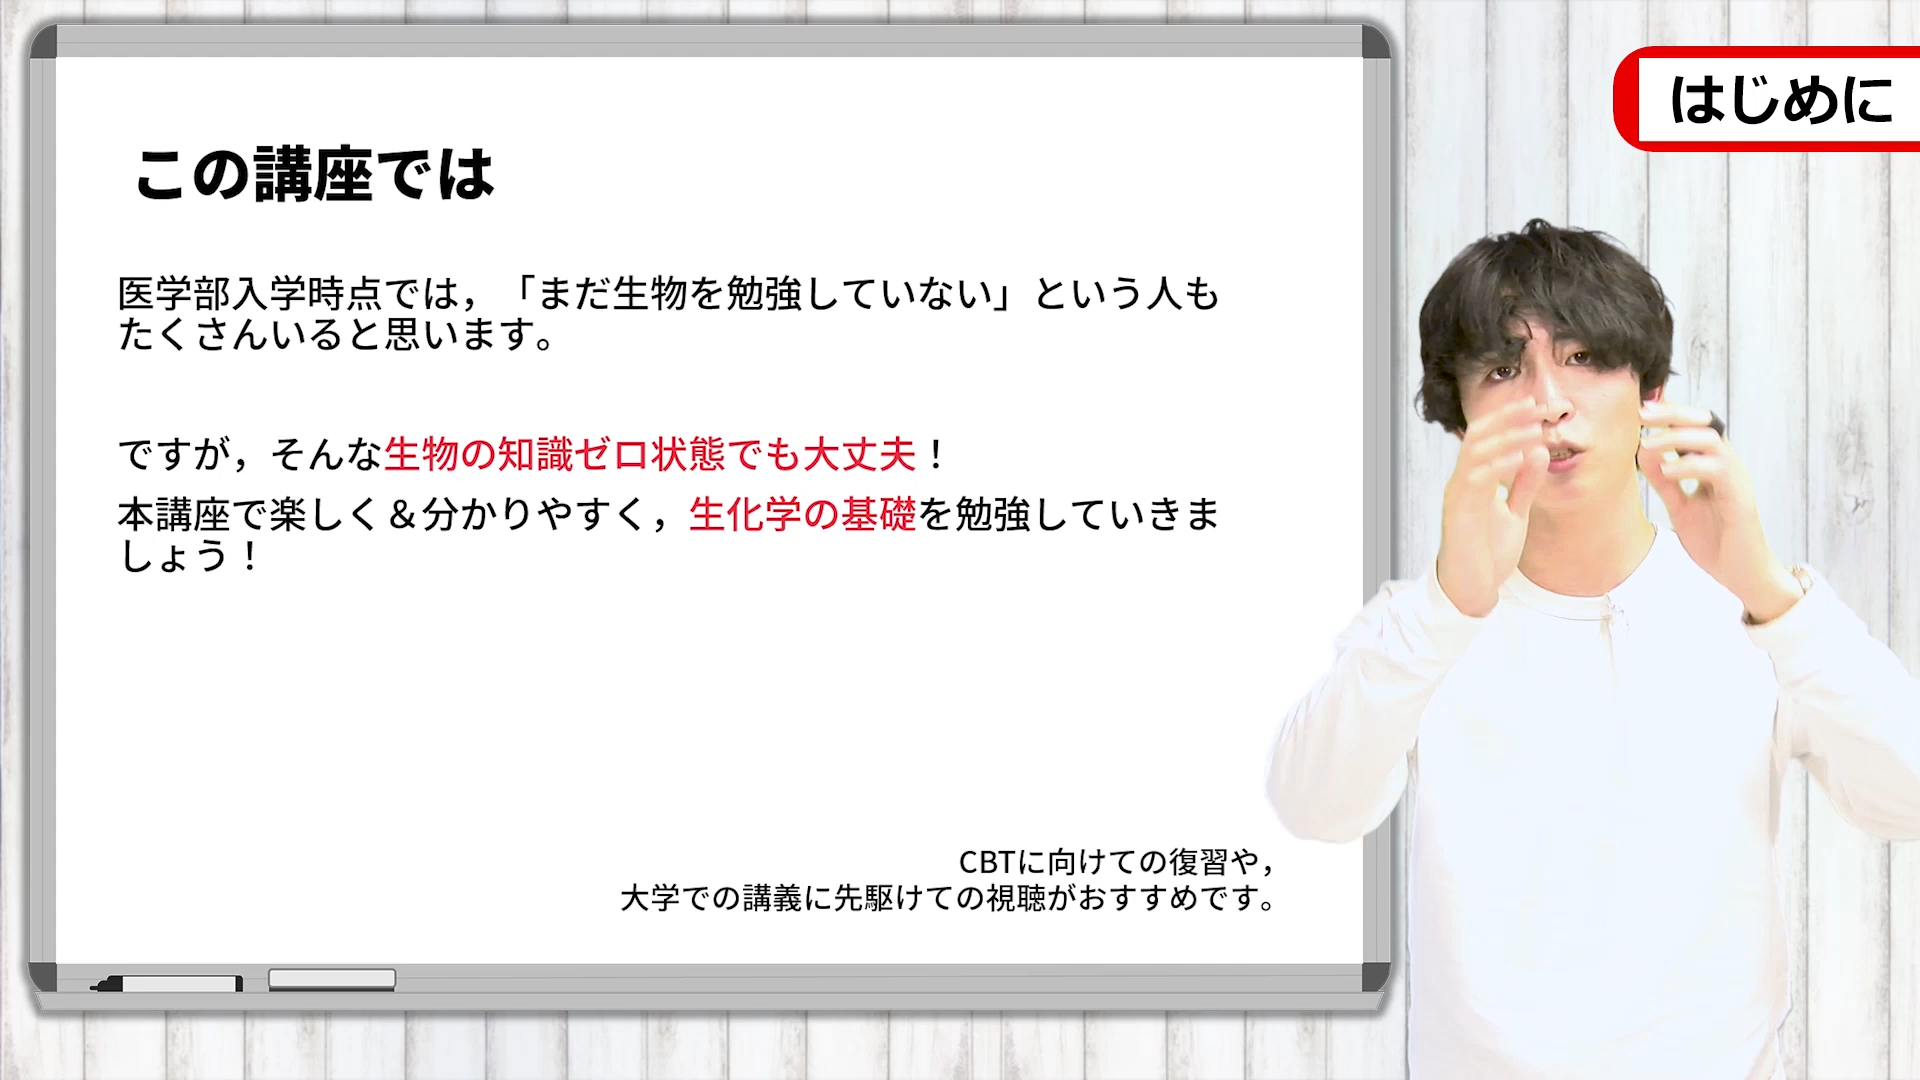 はじめに
この講座では
医学部入学時点では，「まだ生物を勉強していない」という人も
たくさんいると思います。
ですが，そんな生物の知識ゼロ状態でも大丈夫！
本講座で楽しく＆分かりやすく，生化学の基礎を勉強していきま
しょう！
CBTに向けての復習や，
大学での講義に先駆けての視聴がおすすめです。